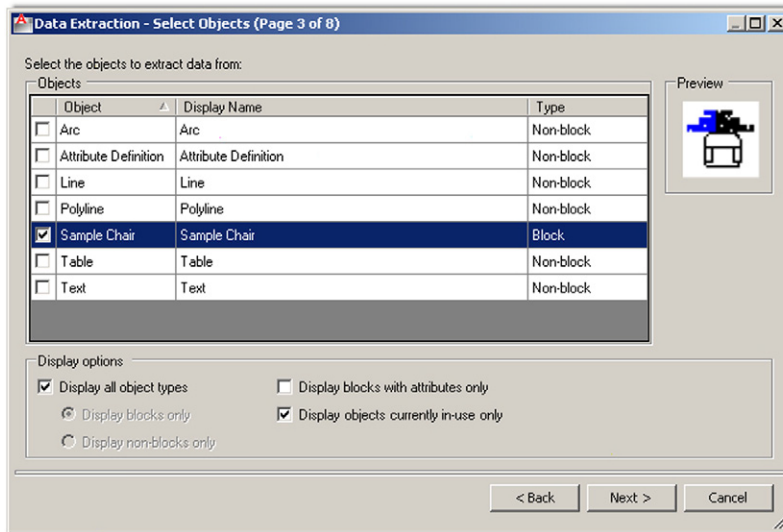 Data Extraction - Select Objects (Page 3 of 8)
Select the objects to extract data from:
Objects
Preview
Object Display Name Type
Arc Arc Non-block
Attribute Definition Attribute Definition Non-block
Line Line Non-block
Polyline Polyline Non-block
Sample Chair Sample Chair Block
Table Table Non-block
Text Text Non-block
Display options
Display all object types Display blocks with attributes only
Display blocks only Display objects currently in-use only
Display non-blocks only
< Back Next > Cancel